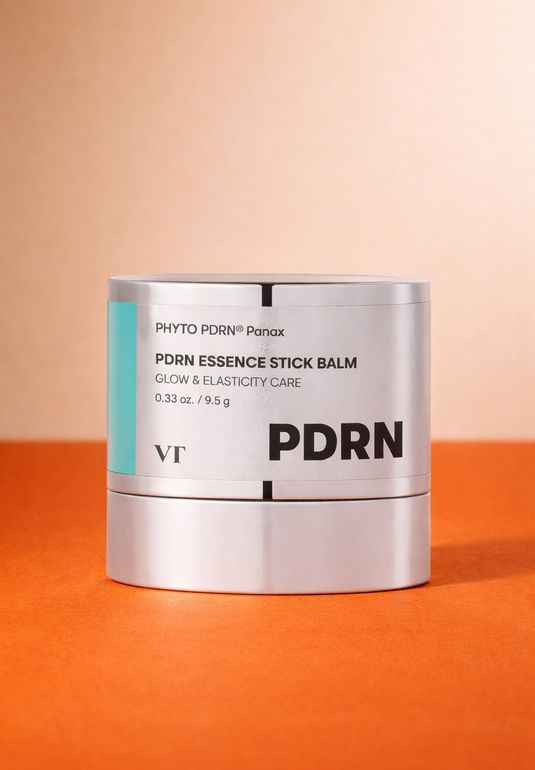 PHYTO PDRN® Panax
PDRN ESSENCE STICK BALM
GLOW & ELASTICITY CARE
0.33 oz. / 9.5 g
VT
PDRN